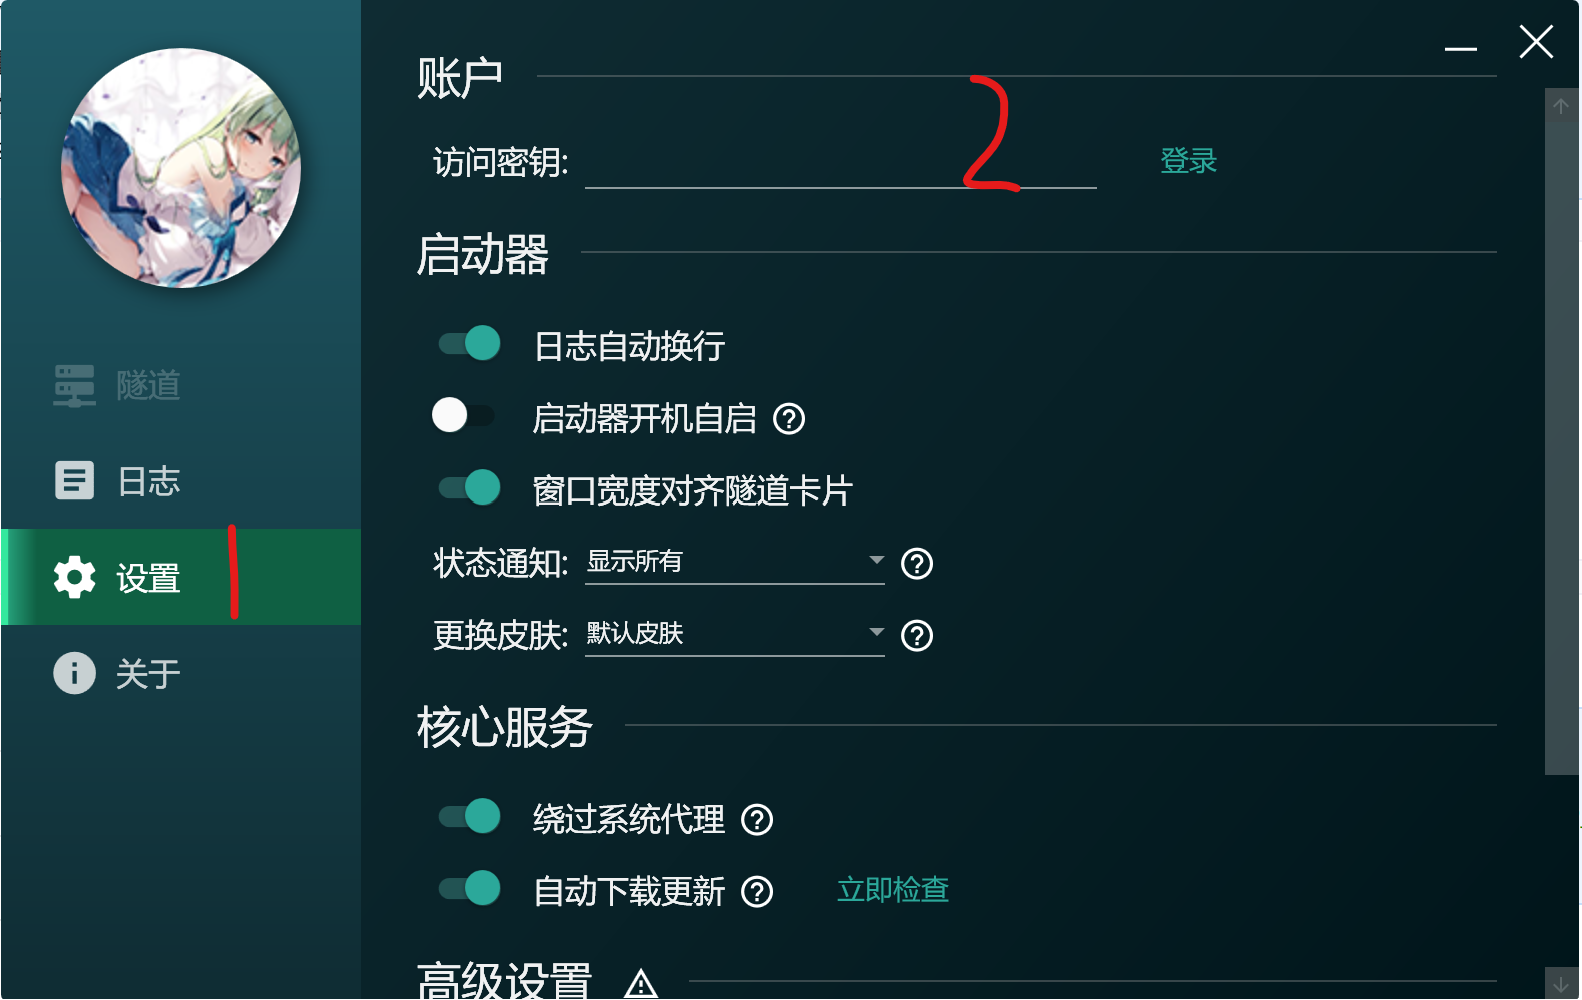 隧道
日志
设置
关于
账户
访问密钥:
登录
启动器
日志自动换行
启动器开机自启
窗口宽度对齐隧道卡片
状态通知: 显示所有
更换皮肤: 默认皮肤
核心服务
绕过系统代理
自动下载更新 立即检查
高级设置
1
2